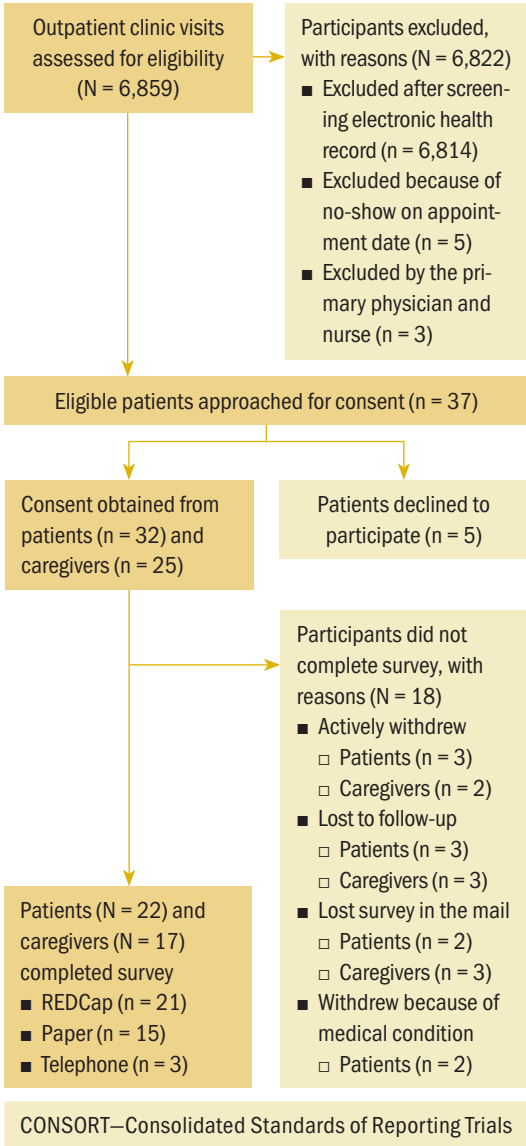 Outpatient clinic visits
assessed for eligibility
(N = 6,859)
Participants excluded,
with reasons (N = 6,822)
■ Excluded after screen-
ing electronic health
record (n = 6,814)
■ Excluded because of
no-show on appoint-
ment date (n = 5)
■ Excluded by the pri-
mary physician and
nurse (n = 3)
Eligible patients approached for consent (n = 37)
Consent obtained from
patients (n = 32) and
caregivers (n = 25)
Patients declined to
participate (n = 5)
Participants did not
complete survey, with
reasons (N = 18)
■ Actively withdrew
□ Patients (n = 3)
□ Caregivers (n = 2)
■ Lost to follow-up
□ Patients (n = 3)
□ Caregivers (n = 3)
■ Lost survey in the mail
□ Patients (n = 2)
□ Caregivers (n = 3)
■ Withdrew because of
medical condition
□ Patients (n = 2)
Patients (N = 22) and
caregivers (N = 17)
completed survey
■ REDCap (n = 21)
■ Paper (n = 15)
■ Telephone (n = 3)
CONSORT—Consolidated Standards of Reporting Trials